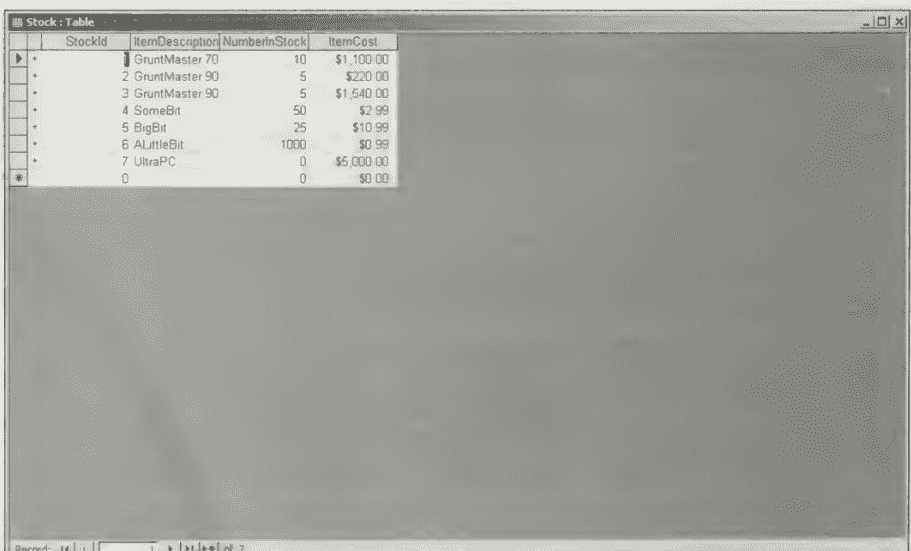 Stock : Table
StockId ItemDescription NumberInStock ItemCost
1 GruntMaster 70 10 $1,100.00
2 GruntMaster 90 5 $220.00
3 GruntMaster 90 5 $1,540.00
4 SomeBit 50 $2.99
5 BigBit 25 $10.99
6 ALittleBit 1000 $0.99
7 UltraPC 0 $5,000.00
0 0 $0.00
Record: 1 of 7